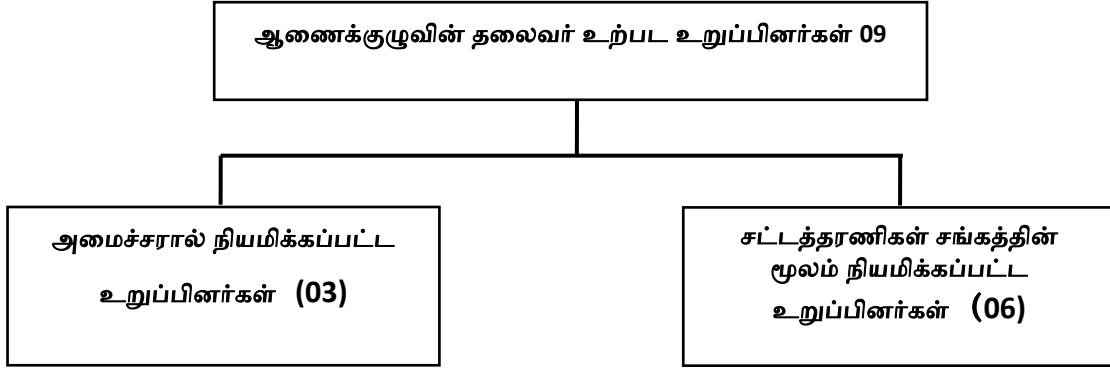 ஆணைக்குழுவின் தலைவர் உற்பட உறுப்பினர்கள் 09
அமைச்சரால் நியமிக்கப்பட்ட
உறுப்பினர்கள் (03)
சட்டத்தரணிகள் சங்கத்தின்
மூலம் நியமிக்கப்பட்ட
உறுப்பினர்கள் (06)